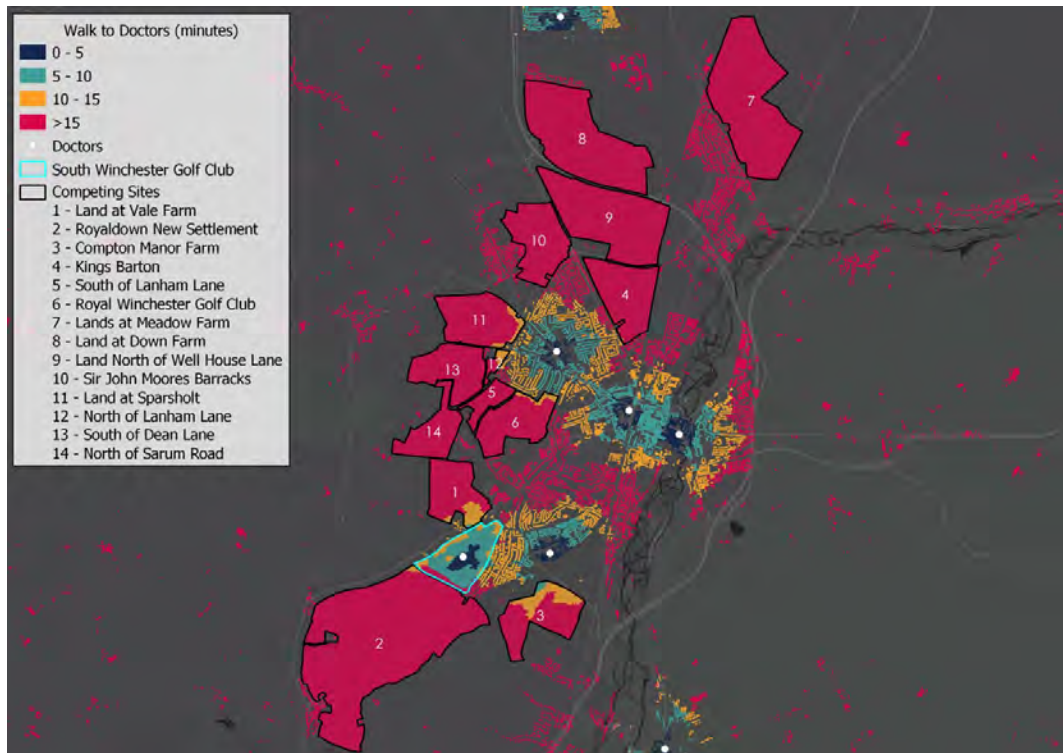 Walk to Doctors (minutes)
0 - 5
5 - 10
10 - 15
>15
Doctors
South Winchester Golf Club
Competing Sites
1 - Land at Vale Farm
2 - Royaldown New Settlement
3 - Compton Manor Farm
4 - Kings Barton
5 - South of Lanham Lane
6 - Royal Winchester Golf Club
7 - Lands at Meadow Farm
8 - Land at Down Farm
9 - Land North of Well House Lane
10 - Sir John Moores Barracks
11 - Land at Sparsholt
12 - North of Lanham Lane
13 - South of Dean Lane
14 - North of Sarum Road
7
8
9
10
4
11
12
13
5
6
14
1
3
2